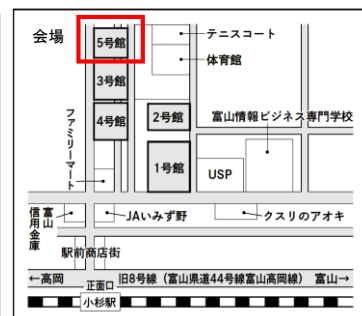 会場
5号館
テニスコート
体育館
3号館
4号館
2号館
富山情報ビジネス専門学校
ファミリーマート
1号館
USP
富山
信用金庫
JAいみず野
クスリのアオキ
駅前商店街
←高岡
旧8号線（富山県道44号線富山高岡線）
富山→
正面口
小杉駅